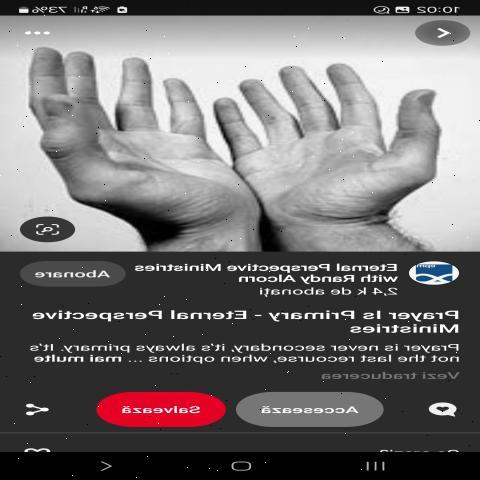 10:02
73%
Eternal Perspective Ministries
with Randy Alcorn
2,4 k de abonați
Abonare
Prayer Is Primary - Eternal Perspective
Ministries
Prayer is never secondary, it's always primary. It's
not the last recourse, when options ... mai multe
Vezi traducerea
Accesează
Salvează